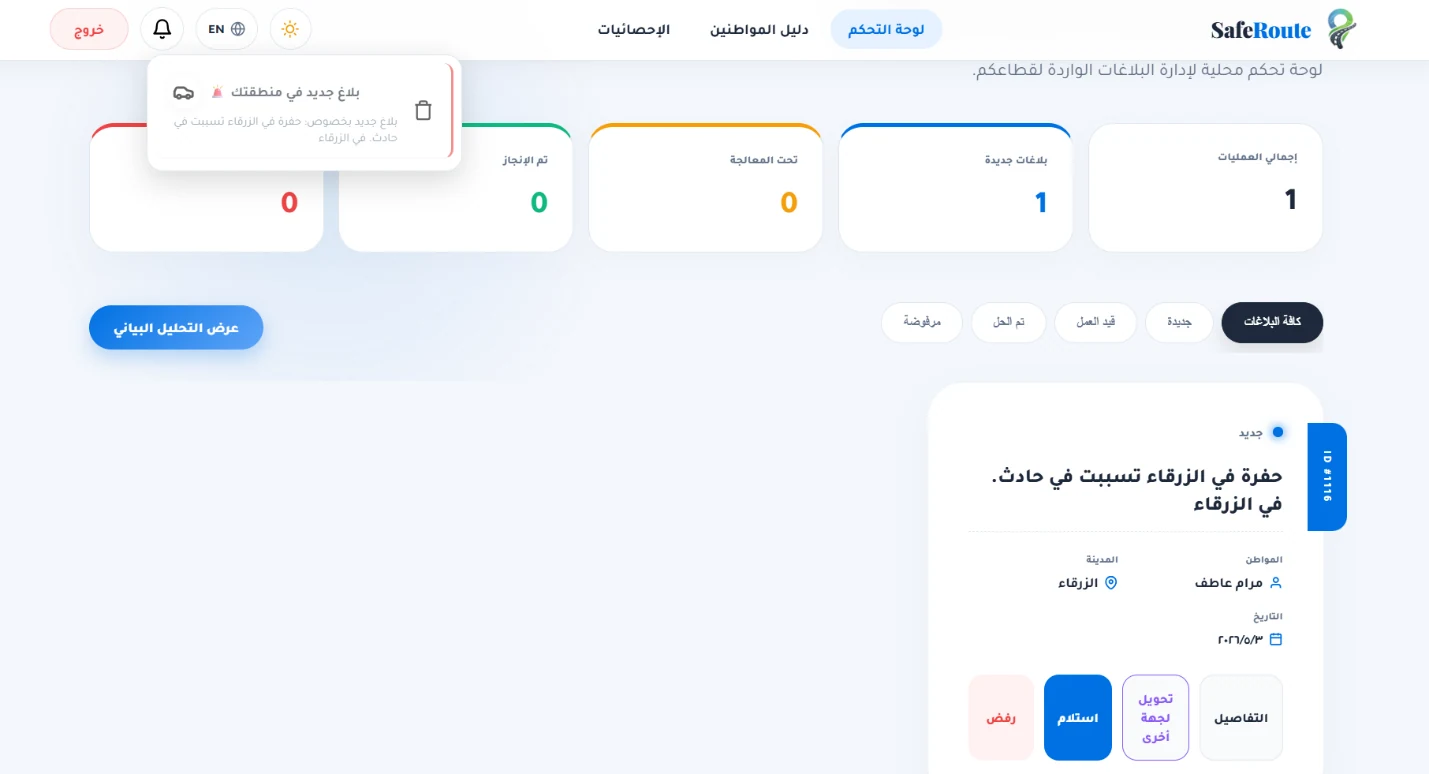 SafeRoute
لوحة التحكم
دليل المواطنين
الإحصائيات
EN
خروج
لوحة تحكم محلية لإدارة البلاغات الواردة لقطاعكم.
بلاغ جديد في منطقتك 🚨
بلاغ جديد بخصوص: حفرة في الزرقاء تسببت في
حادث. في الزرقاء
إجمالي العمليات
1
بلاغات جديدة
1
تحت المعالجة
0
تم الإنجاز
0
0
كافة البلاغات
جديدة
قيد العمل
تم الحل
مرفوضة
عرض التحليل البياني
ID #1116
جديد
حفرة في الزرقاء تسببت في حادث.
في الزرقاء
المواطن
مرام عاطف
المدينة
الزرقاء
التاريخ
٢٠٢٦/٥/٣
التفاصيل
تحويل
لجهة
أخرى
استلام
رفض